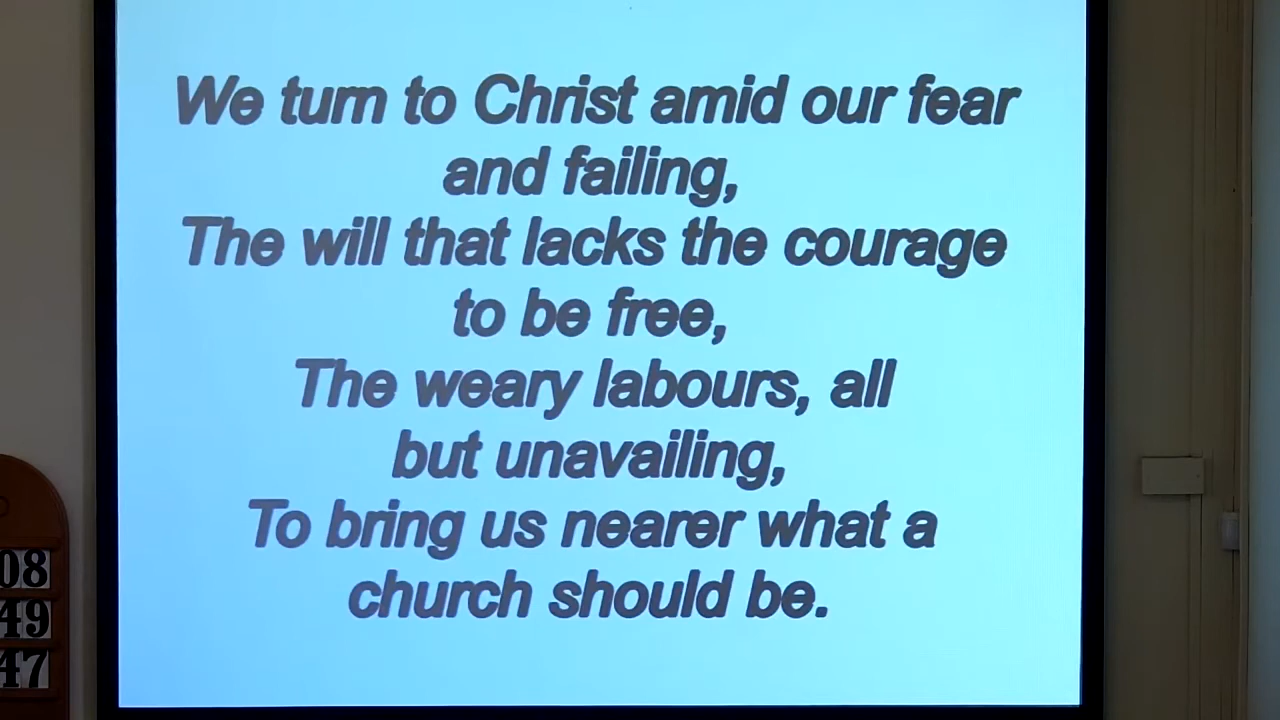 We turn to Christ amid our fear
and failing,
The will that lacks the courage
to be free,
The weary labours, all
but unavailing,
To bring us nearer what a
church should be.
08
49
47